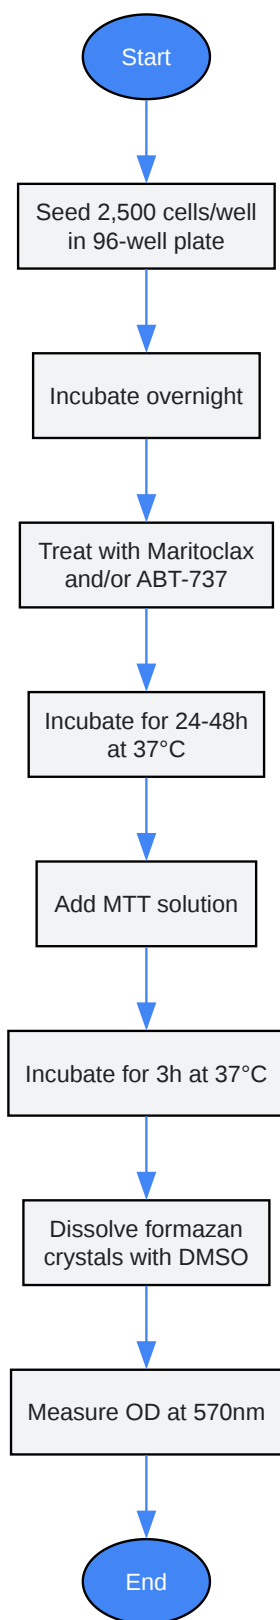 Start
Seed 2,500 cells/well
in 96-well plate
Incubate overnight
Treat with Maritoclax
and/or ABT-737
Incubate for 24-48h
at 37°C
Add MTT solution
Incubate for 3h at 37°C
Dissolve formazan
crystals with DMSO
Measure OD at 570nm
End